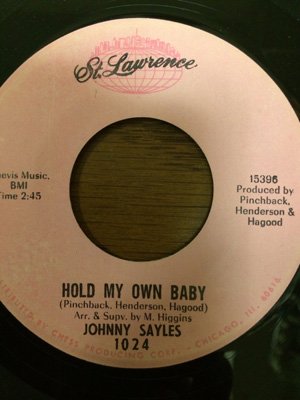 St. Lawrence
evis Music.
BMI
ime 2:45
15396
Produced by
Pinchback,
Henderson &
Hagood
HOLD MY OWN BABY
(Pinchback, Henderson, Hagood)
Arr. & Supv. by M. Higgins
JOHNNY SAYLES
1024
DISTRIBUTED BY CHESS PRODUCING CORP. - CHICAGO, ILL. 60616